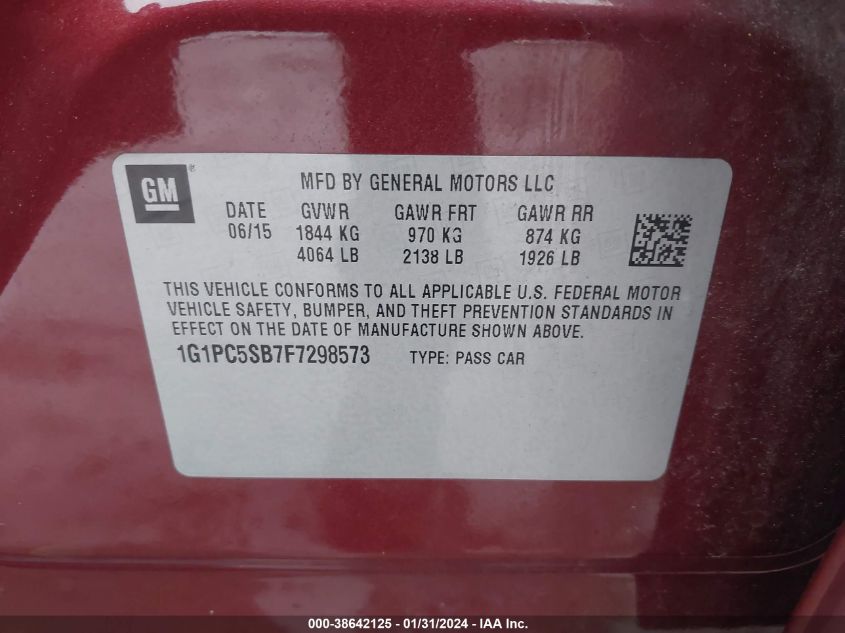 GM ®
MFD BY GENERAL MOTORS LLC
DATE GVWR GAWR FRT GAWR RR
06/15 1844 KG 970 KG 874 KG
4064 LB 2138 LB 1926 LB
THIS VEHICLE CONFORMS TO ALL APPLICABLE U.S. FEDERAL MOTOR
VEHICLE SAFETY, BUMPER, AND THEFT PREVENTION STANDARDS IN
EFFECT ON THE DATE OF MANUFACTURE SHOWN ABOVE.
1G1PC5SB7F7298573 TYPE: PASS CAR
000-38642125 - 01/31/2024 - IAA Inc.